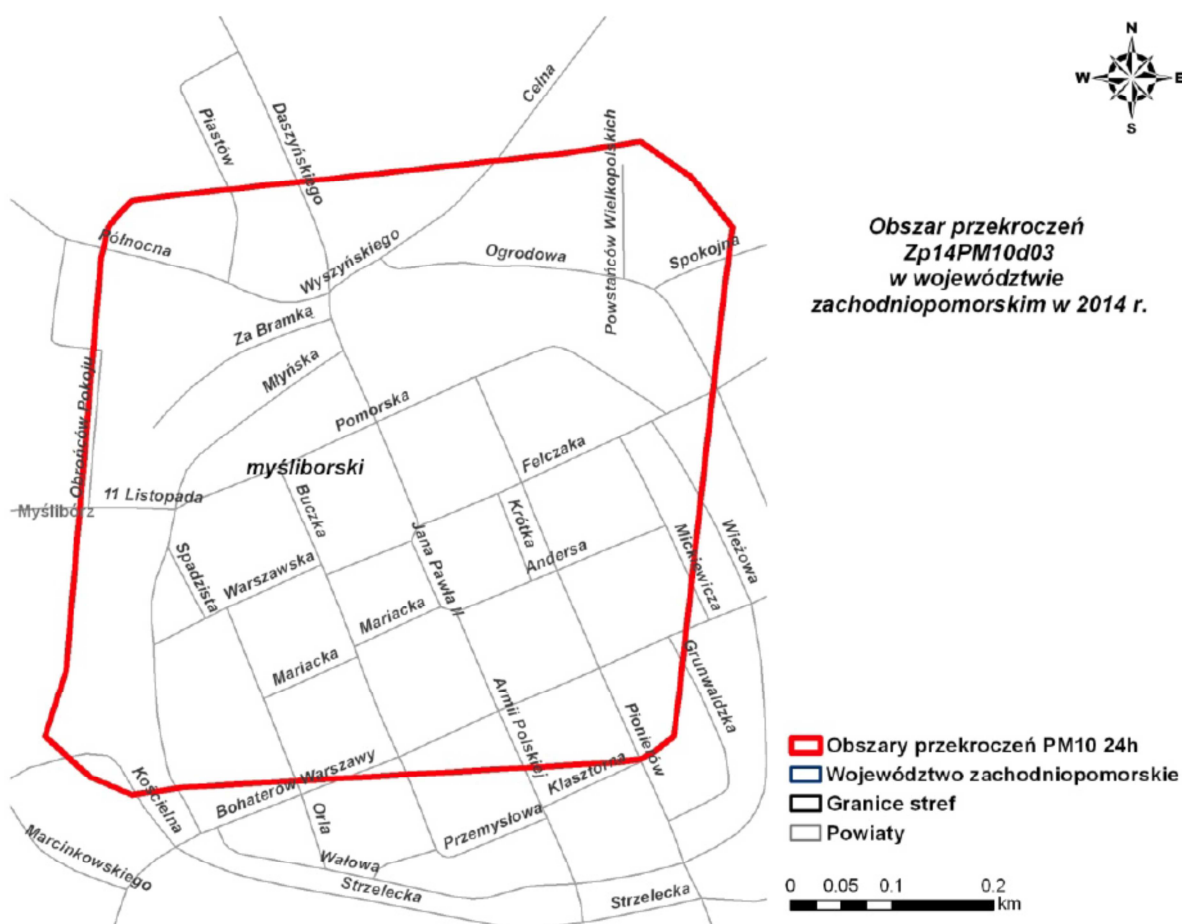 N
W E
S
Celna
Piastów
Daszyńskiego
Powstańców Wielkopolskich
Północna
Wyszyńskiego
Ogrodowa
Spokojna
Obszar przekroczeń
Zp14PM10d03
w województwie
zachodniopomorskim w 2014 r.
Za Bramką
Młyńska
Obrońców Pokoju
Pomorska
myśliborski
Felczaka
11 Listopada
Myślibórz
Buczka
Krótka
Jana Pawła II
Mickiewicza
Wieżowa
Spadzista
Warszawska
Andersa
Mariacka
Mariacka
Grunwaldzka
Armii Polskiej
Pionierów
Kościelna
Bohaterów Warszawy
Klasztorna
Orla
Przemysłowa
Marcinkowskiego
Wałowa
Strzelecka
Strzelecka
Obszary przekroczeń PM10 24h
Województwo zachodniopomorskie
Granice stref
Powiaty
0 0.05 0.1 0.2
km